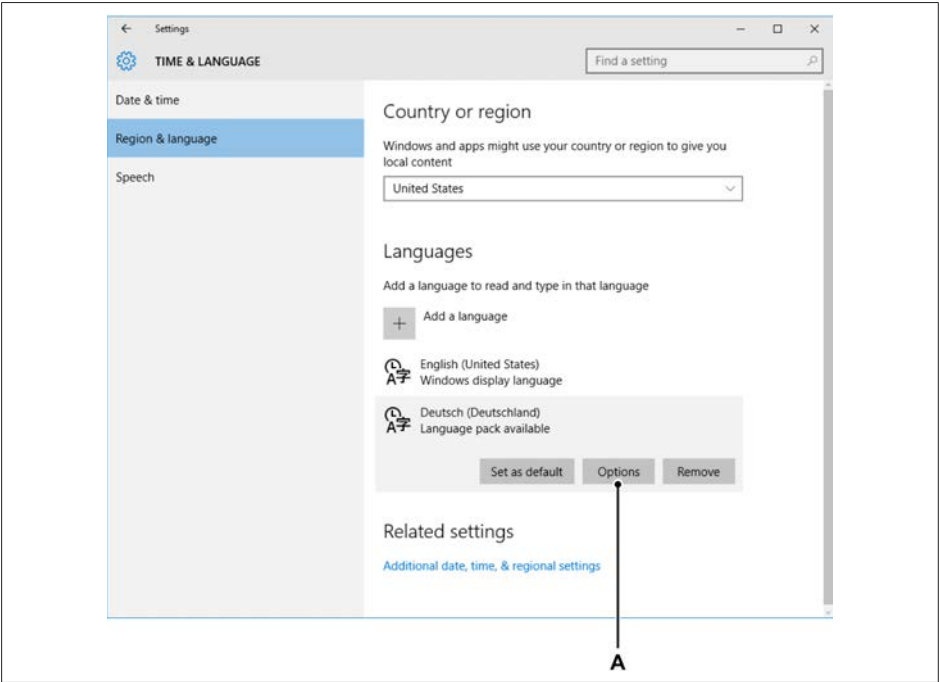 Settings
TIME & LANGUAGE
Find a setting
Date & time
Region & language
Speech
Country or region
Windows and apps might use your country or region to give you
local content
United States
Languages
Add a language to read and type in that language
Add a language
English (United States)
Windows display language
Deutsch (Deutschland)
Language pack available
Set as default Options Remove
Related settings
Additional date, time, & regional settings
A